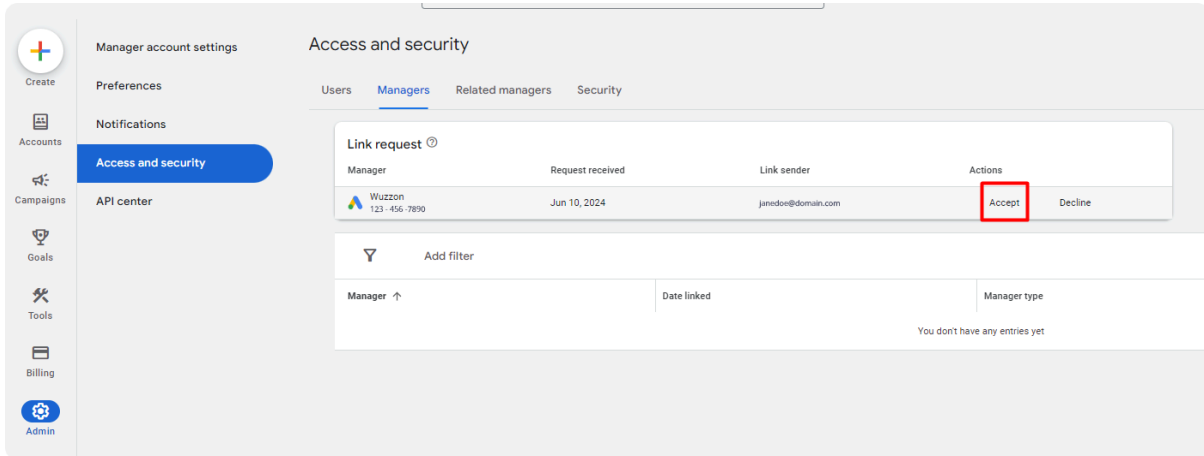 Create
Accounts
Campaigns
Goals
Tools
Billing
Admin
Manager account settings
Preferences
Notifications
Access and security
API center
Access and security
Users Managers Related managers Security
Link request
Manager Request received Link sender Actions
Wuzzon
123 - 456 -7890
Jun 10, 2024 janedoe@domain.com Accept Decline
Add filter
Manager Date linked Manager type
You don't have any entries yet